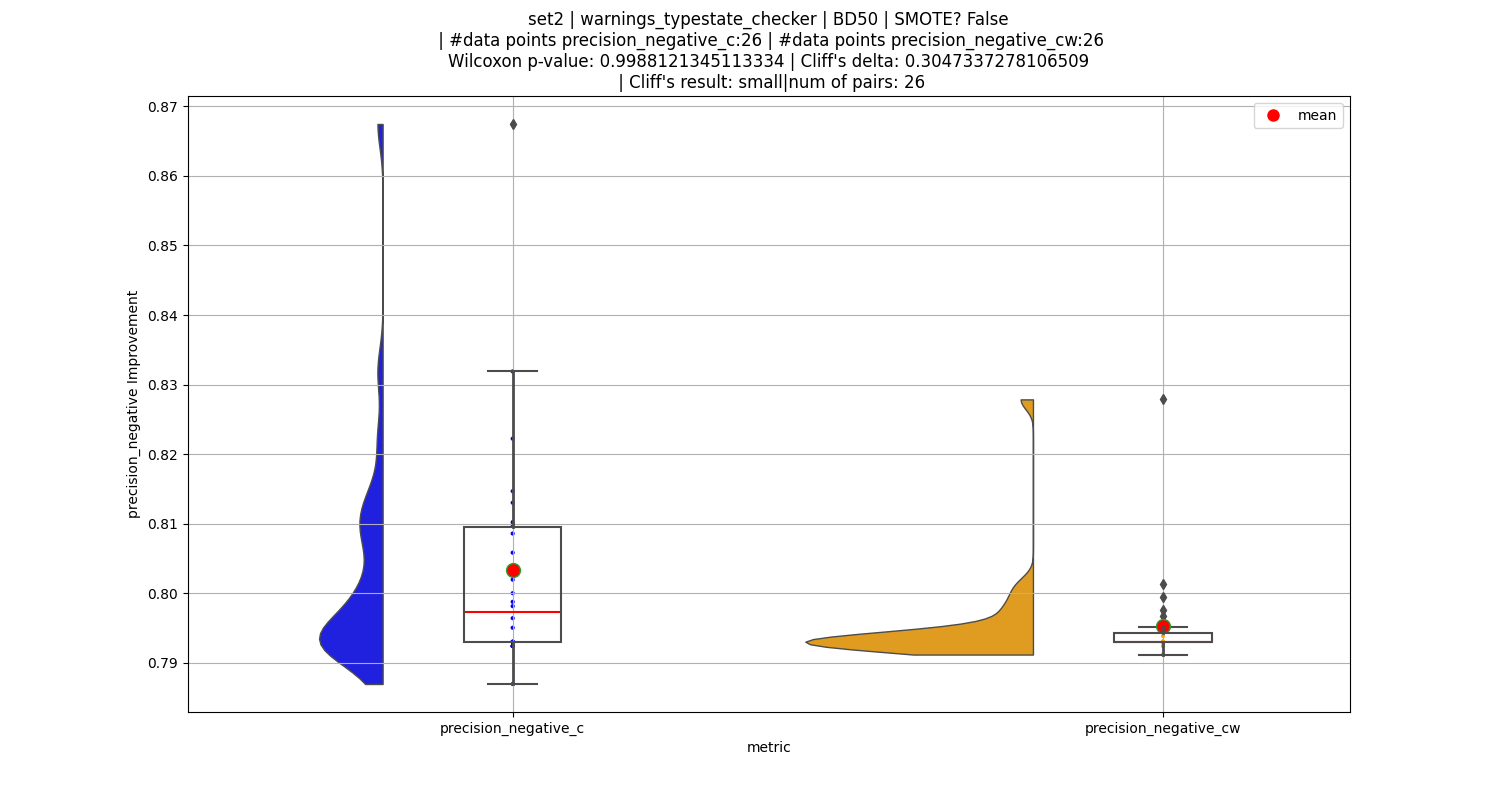 set2 | warnings_typestate_checker | BD50 | SMOTE? False
| #data points precision_negative_c:26 | #data points precision_negative_cw:26
Wilcoxon p-value: 0.9988121345113334 | Cliff's delta: 0.3047337278106509
| Cliff's result: small|num of pairs: 26
mean
0.87
0.86
0.85
0.84
0.83
0.82
0.81
0.80
0.79
precision_negative Improvement
precision_negative_c
precision_negative_cw
metric